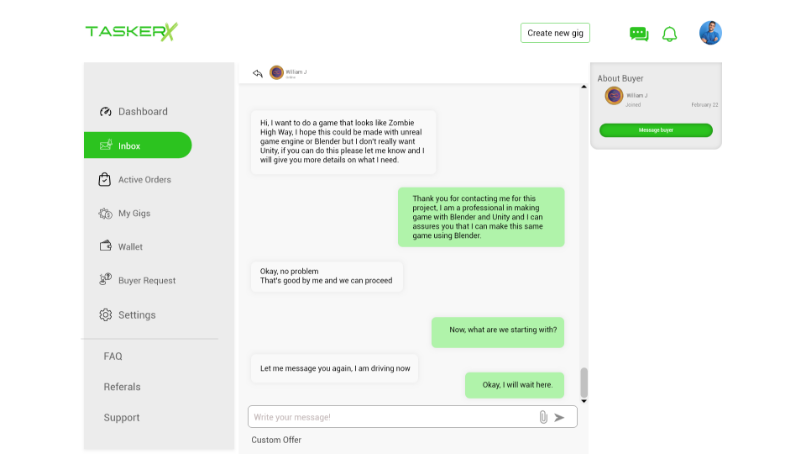 TASKERX
Create new gig
Dashboard
Inbox
Active Orders
My Gigs
Wallet
Buyer Request
Settings
FAQ
Referrals
Support
William J
Hi, I want to do a game that looks like Zombie
High Way, I hope this could be made with unreal
game engine or Blender but I don't really want
Unity, if you can do this please let me know and I
will give you more details on what I need.
Thank you for contacting me for this
project, I am a professional in making
game with Blender and Unity and I can
assures you that I can make this same
game using Blender.
Okay, no problem
That's good by me and we can proceed
Now, what are we starting with?
Let me message you again, I am driving now
Okay, I will wait here.
Write your message!
Custom Offer
About Buyer
William J
Joined February 22
Message buyer